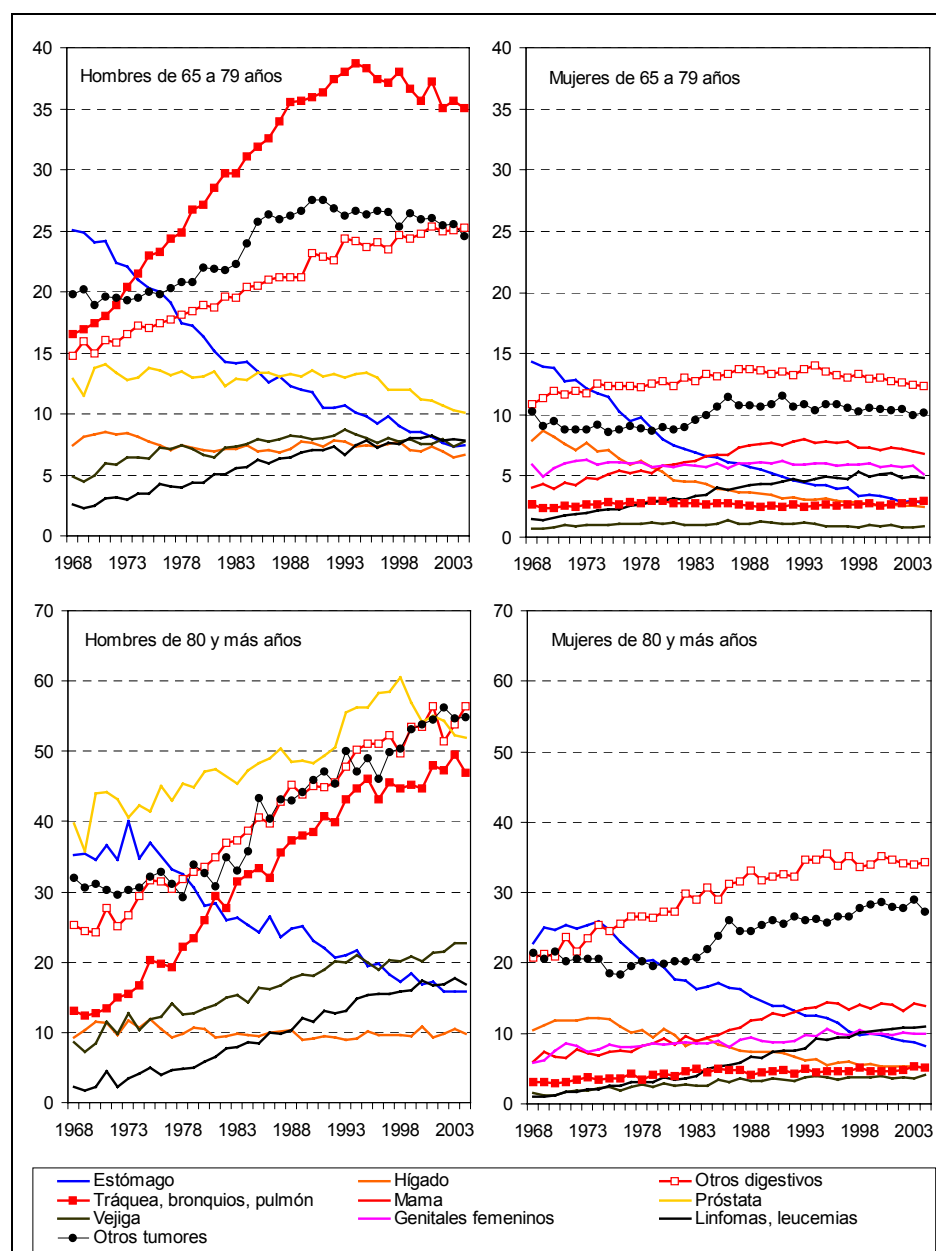 Hombres de 65 a 79 años
40
35
30
25
20
15
10
5
0
1968 1973 1978 1983 1988 1993 1998 2003
Mujeres de 65 a 79 años
40
35
30
25
20
15
10
5
0
1968 1973 1978 1983 1988 1993 1998 2003
Hombres de 80 y más años
70
60
50
40
30
20
10
0
1968 1973 1978 1983 1988 1993 1998 2003
Mujeres de 80 y más años
70
60
50
40
30
20
10
0
1968 1973 1978 1983 1988 1993 1998 2003
Estómago Hígado Otros digestivos
Tráquea, bronquios, pulmón Mama Próstata
Vejiga Genitales femeninos Linfomas, leucemias
Otros tumores